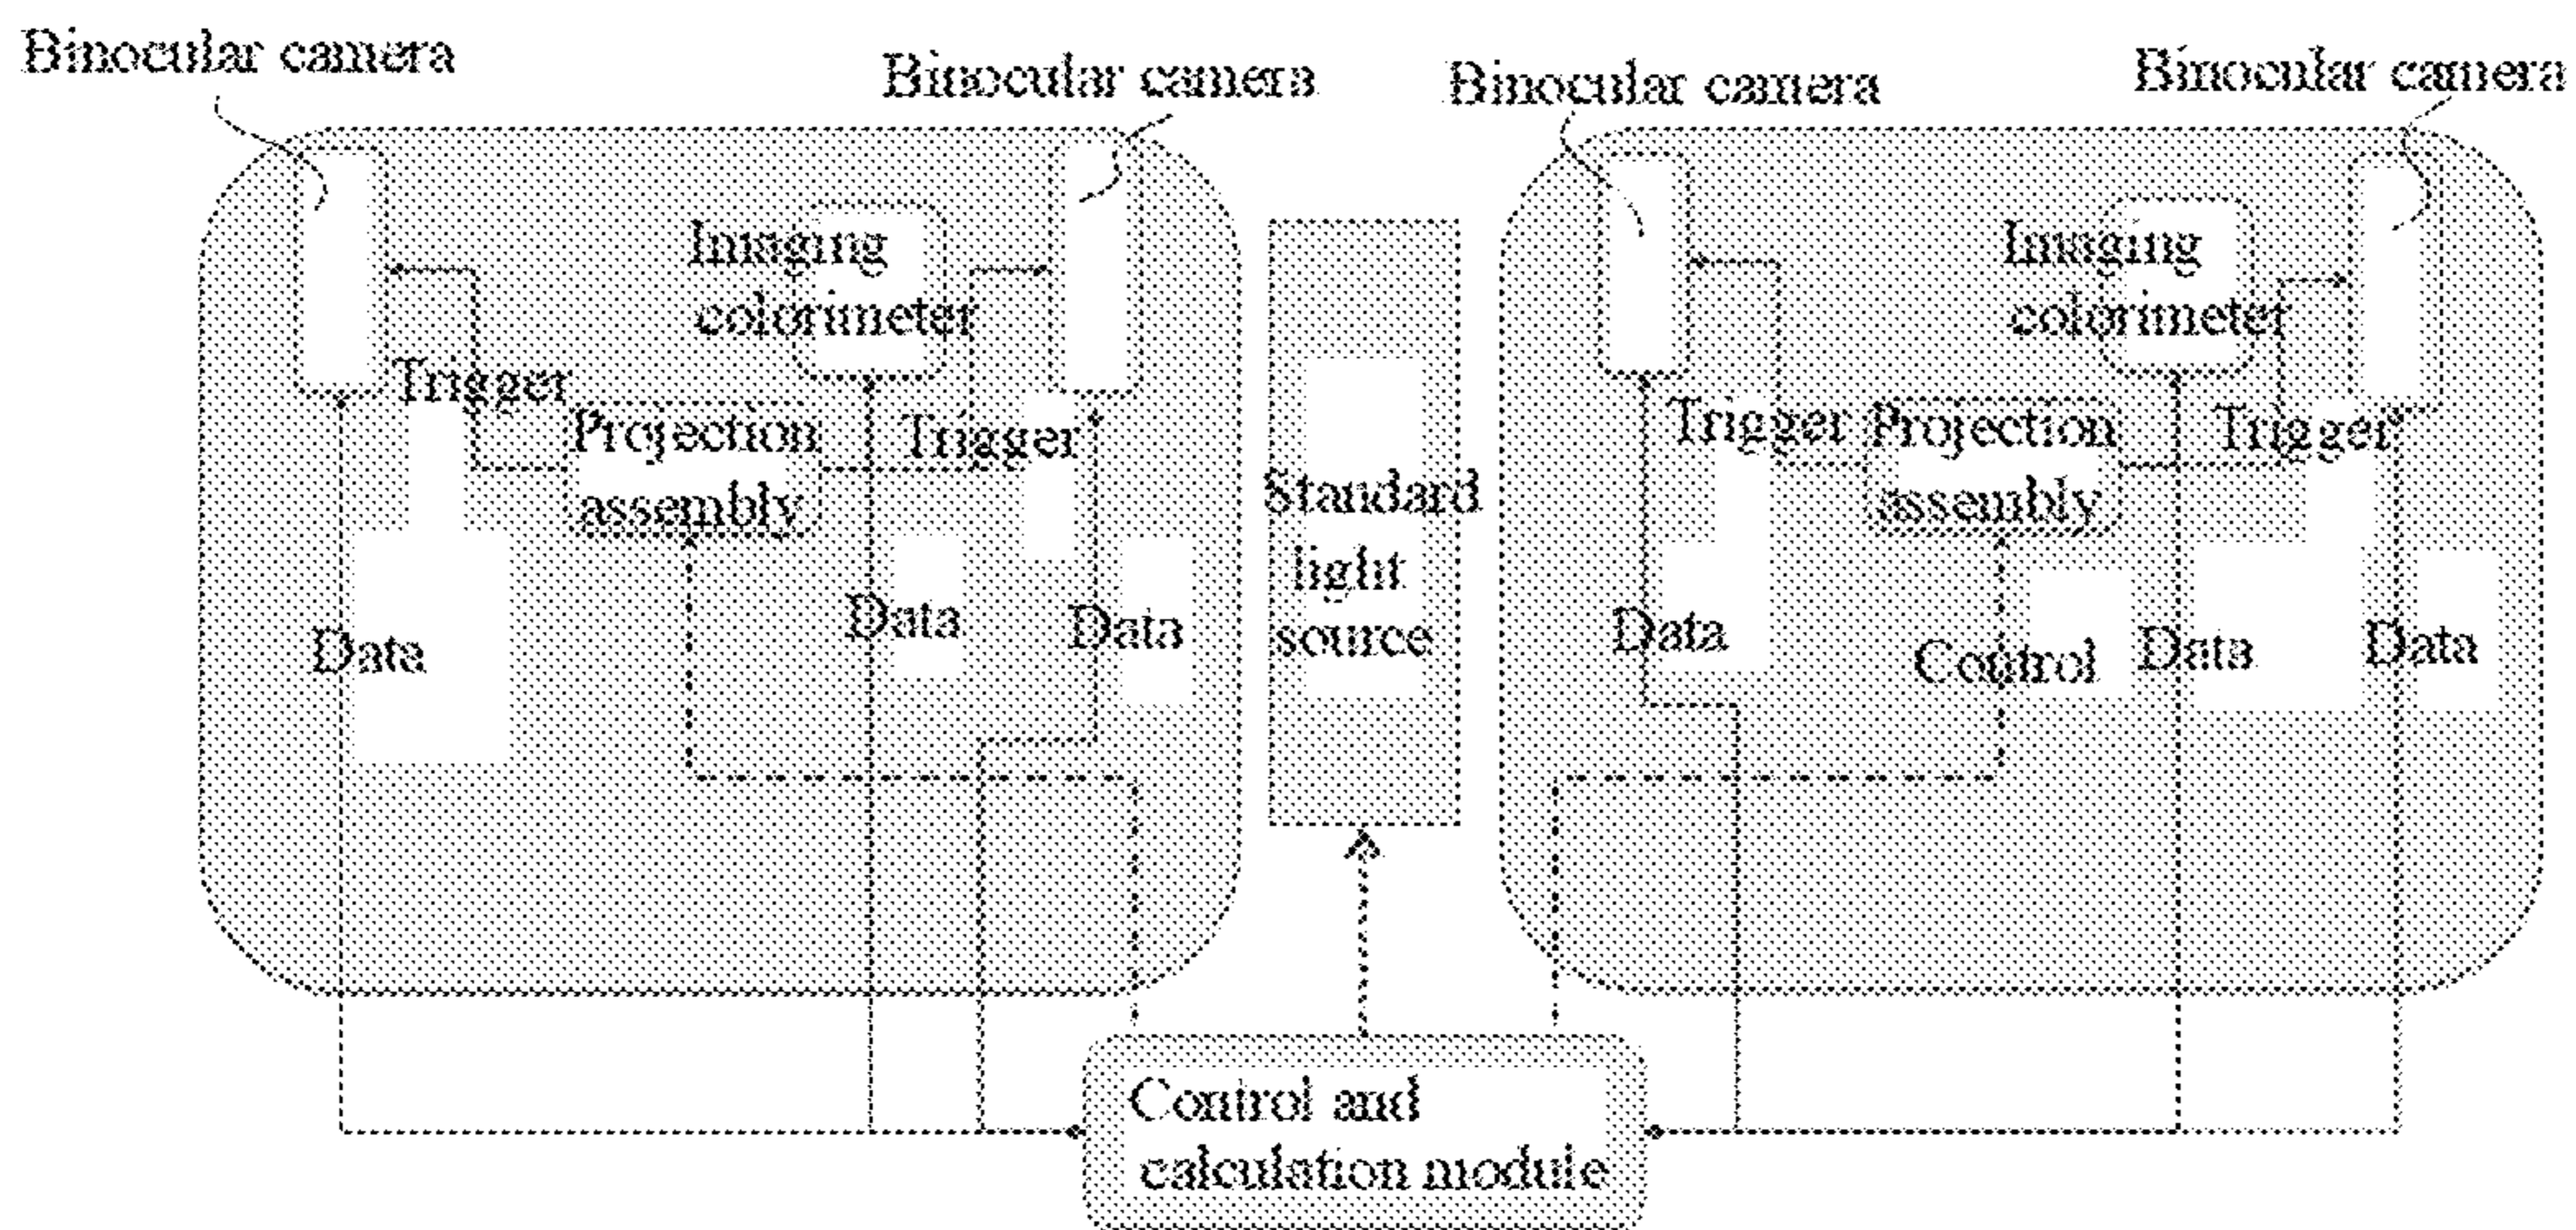 Binocular camera
Binocular camera
Binocular camera
Binocular camera
Imaging
colorimeter
Trigger
Projection
assembly
Trigger
Data
Data
Data
Standard
light
source
Imaging
colorimeter
Trigger
Projection
assembly
Trigger
Data
Control
Data
Data
Control and
calculation module